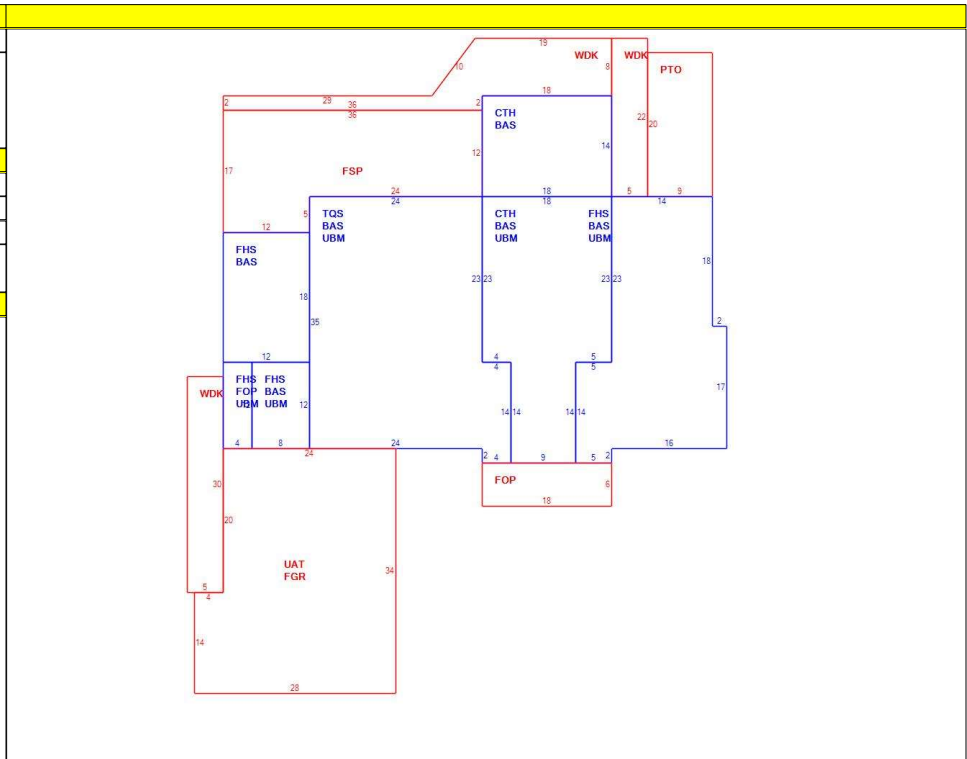 19
WDK WDK
10 8 PTO
18
2 29 36 2
36
CTH
BAS
22 20
12 14
17 FSP
24 18 5 9
24 18 14
5 TQS CTH FHS
BAS BAS BAS
UBM UBM UBM
12
FHS
BAS
18
23 23 23 23
18
35
2
12 4 5
4 5
FHS FHS
WDK FOP BAS
UBM UBM
12 12
17
14 14 14 14
4 8 24 16
24 2 4 9 5 2
FOP
30 6
18
20
UAT
FGR
34
5
4
14
28